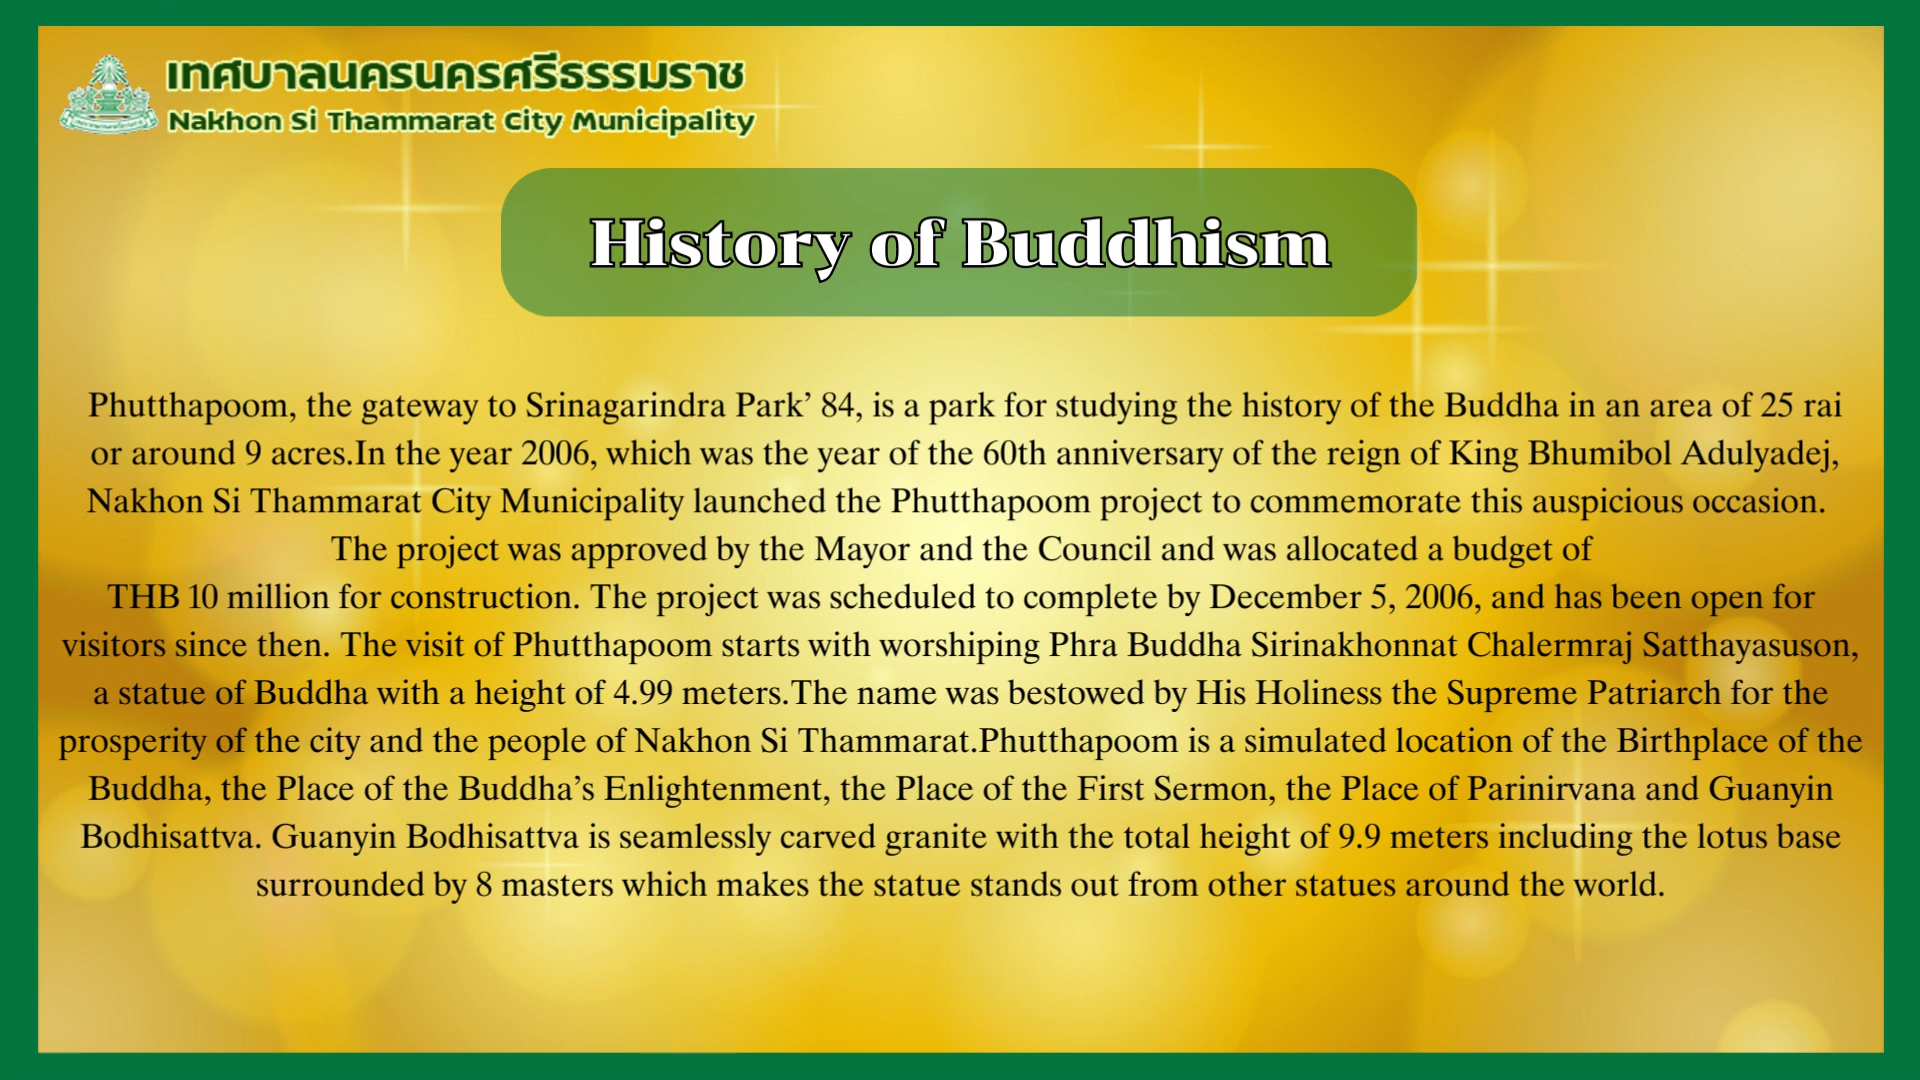 เทศบาลนครนครศรีธรรมราช
Nakhon Si Thammarat City Municipality
History of Buddhism
Phutthapoom, the gateway to Srinagarindra Park’ 84, is a park for studying the history of the Buddha in an area of 25 rai
or around 9 acres.In the year 2006, which was the year of the 60th anniversary of the reign of King Bhumibol Adulyadej,
Nakhon Si Thammarat City Municipality launched the Phutthapoom project to commemorate this auspicious occasion.
The project was approved by the Mayor and the Council and was allocated a budget of
THB 10 million for construction. The project was scheduled to complete by December 5, 2006, and has been open for
visitors since then. The visit of Phutthapoom starts with worshiping Phra Buddha Sirinakhonnat Chalermraj Satthayasuson,
a statue of Buddha with a height of 4.99 meters.The name was bestowed by His Holiness the Supreme Patriarch for the
prosperity of the city and the people of Nakhon Si Thammarat.Phutthapoom is a simulated location of the Birthplace of the
Buddha, the Place of the Buddha’s Enlightenment, the Place of the First Sermon, the Place of Parinirvana and Guanyin
Bodhisattva. Guanyin Bodhisattva is seamlessly carved granite with the total height of 9.9 meters including the lotus base
surrounded by 8 masters which makes the statue stands out from other statues around the world.